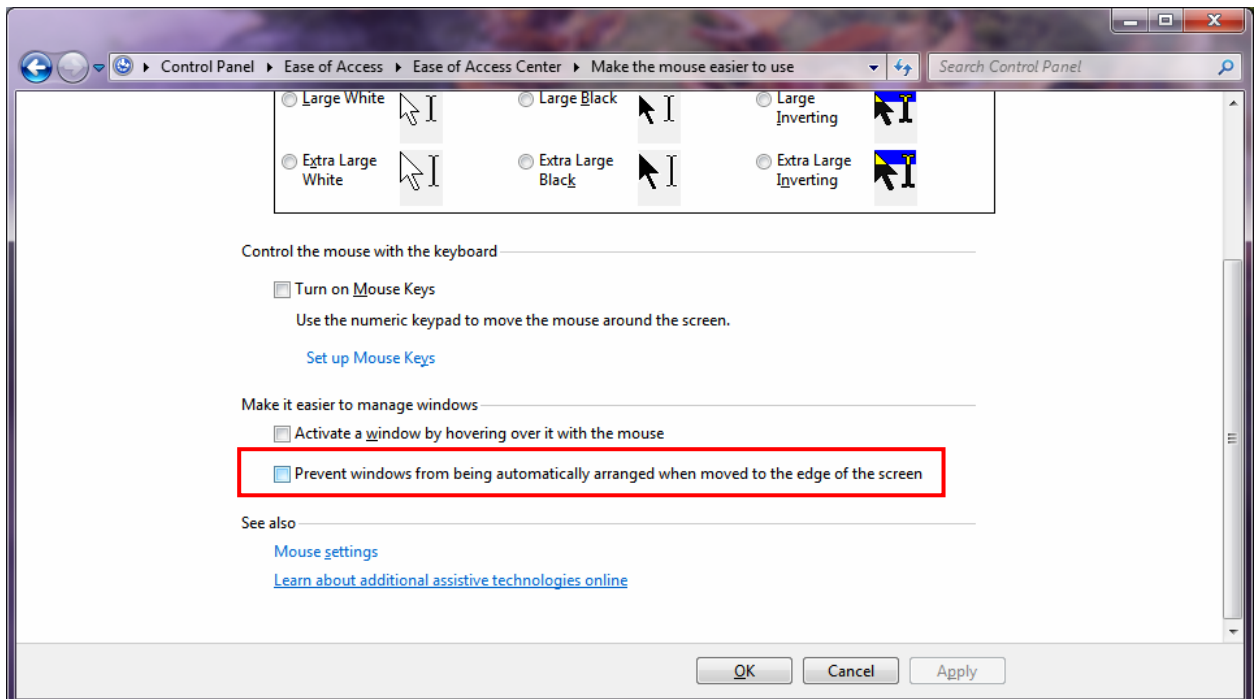 Control Panel ▸ Ease of Access ▸ Ease of Access Center ▸ Make the mouse easier to use
Search Control Panel
Large White
Large Black
Large
Inverting
Extra Large
White
Extra Large
Black
Extra Large
Inverting
Control the mouse with the keyboard
Turn on Mouse Keys
Use the numeric keypad to move the mouse around the screen.
Set up Mouse Keys
Make it easier to manage windows
Activate a window by hovering over it with the mouse
Prevent windows from being automatically arranged when moved to the edge of the screen
See also
Mouse settings
Learn about additional assistive technologies online
OK
Cancel
Apply